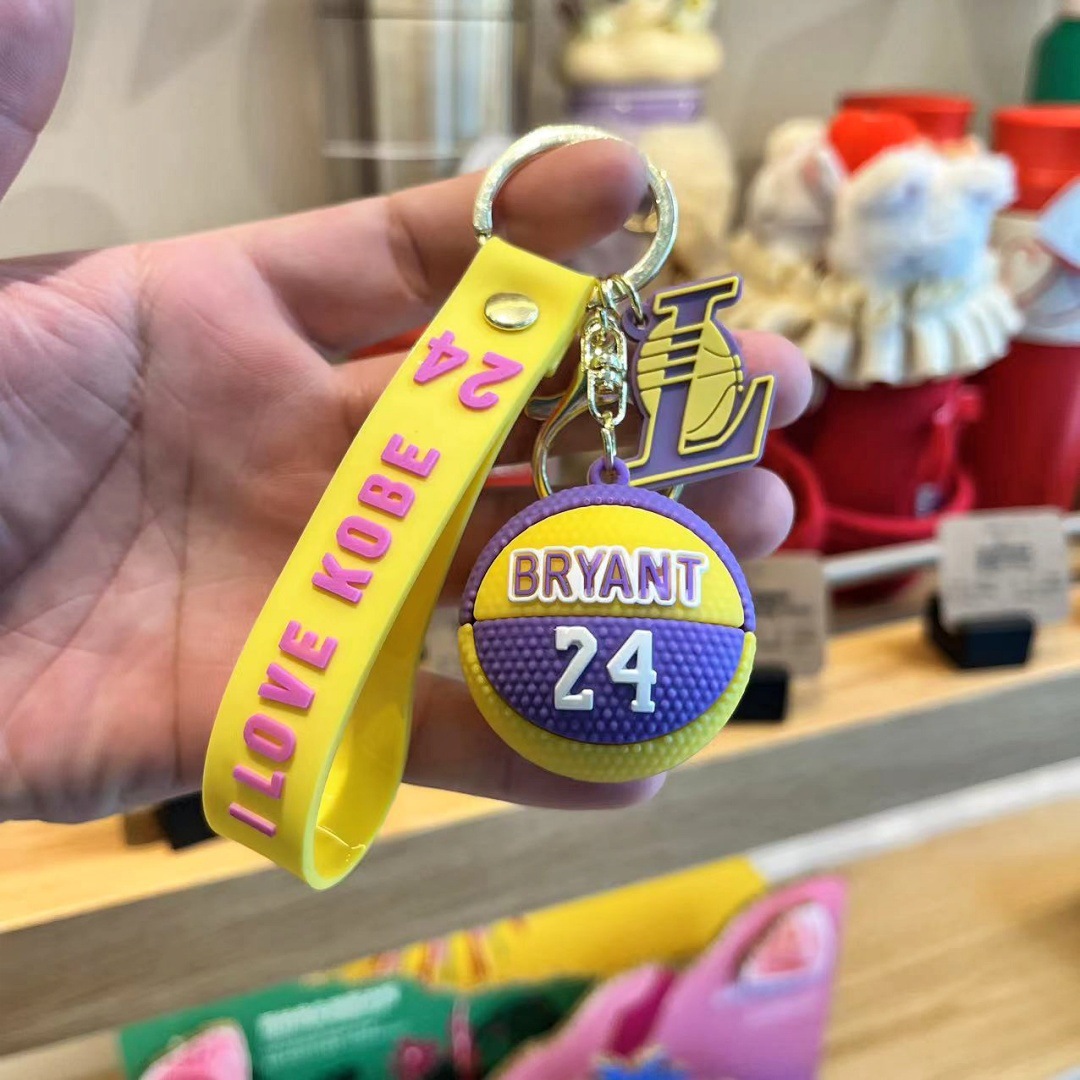 I LOVE KOBE 24
L
BRYANT
24